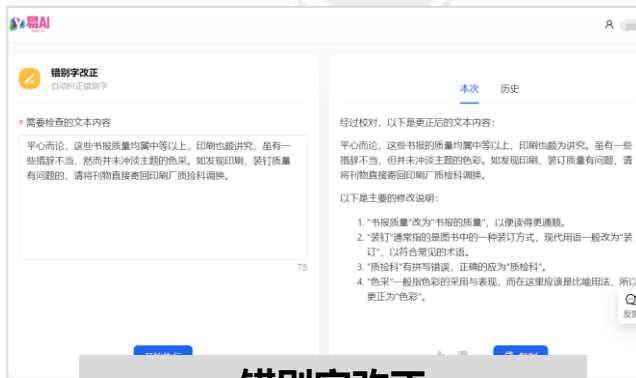 易AI
错别字改正
自动纠正错别字
* 需要检查的文本内容
平心而论，这些书报质量均属中等以上，印刷也颇讲究，虽有一
些措辞不当，然而并未冲淡主题的色采。如发现印刷，装钉质量
有问题的，请将刊物直接寄回印刷厂质捡科调换。
78
本次 历史
经过校对，以下是更正后的文本内容：
平心而论，这些书报的质量均属中等以上，印刷也颇为讲究。虽有一些
措辞不当，但并未冲淡主题的色彩。如发现印刷、装订质量有问题，请
将刊物直接寄回印刷厂质检科调换。
以下是主要的修改说明：
1. "书报质量"改为"书报的质量"，以便读得更通顺。
2. "装钉"通常指的是图书中的一种装订方式，现代用语一般改为"装
订"，以符合常见的术语。
3. "质捡科"有拼写错误，正确的应为"质检科"。
4. "色采"一般指色彩的采用与表现，而在这里应该是比喻用法，所以
更正为"色彩"。